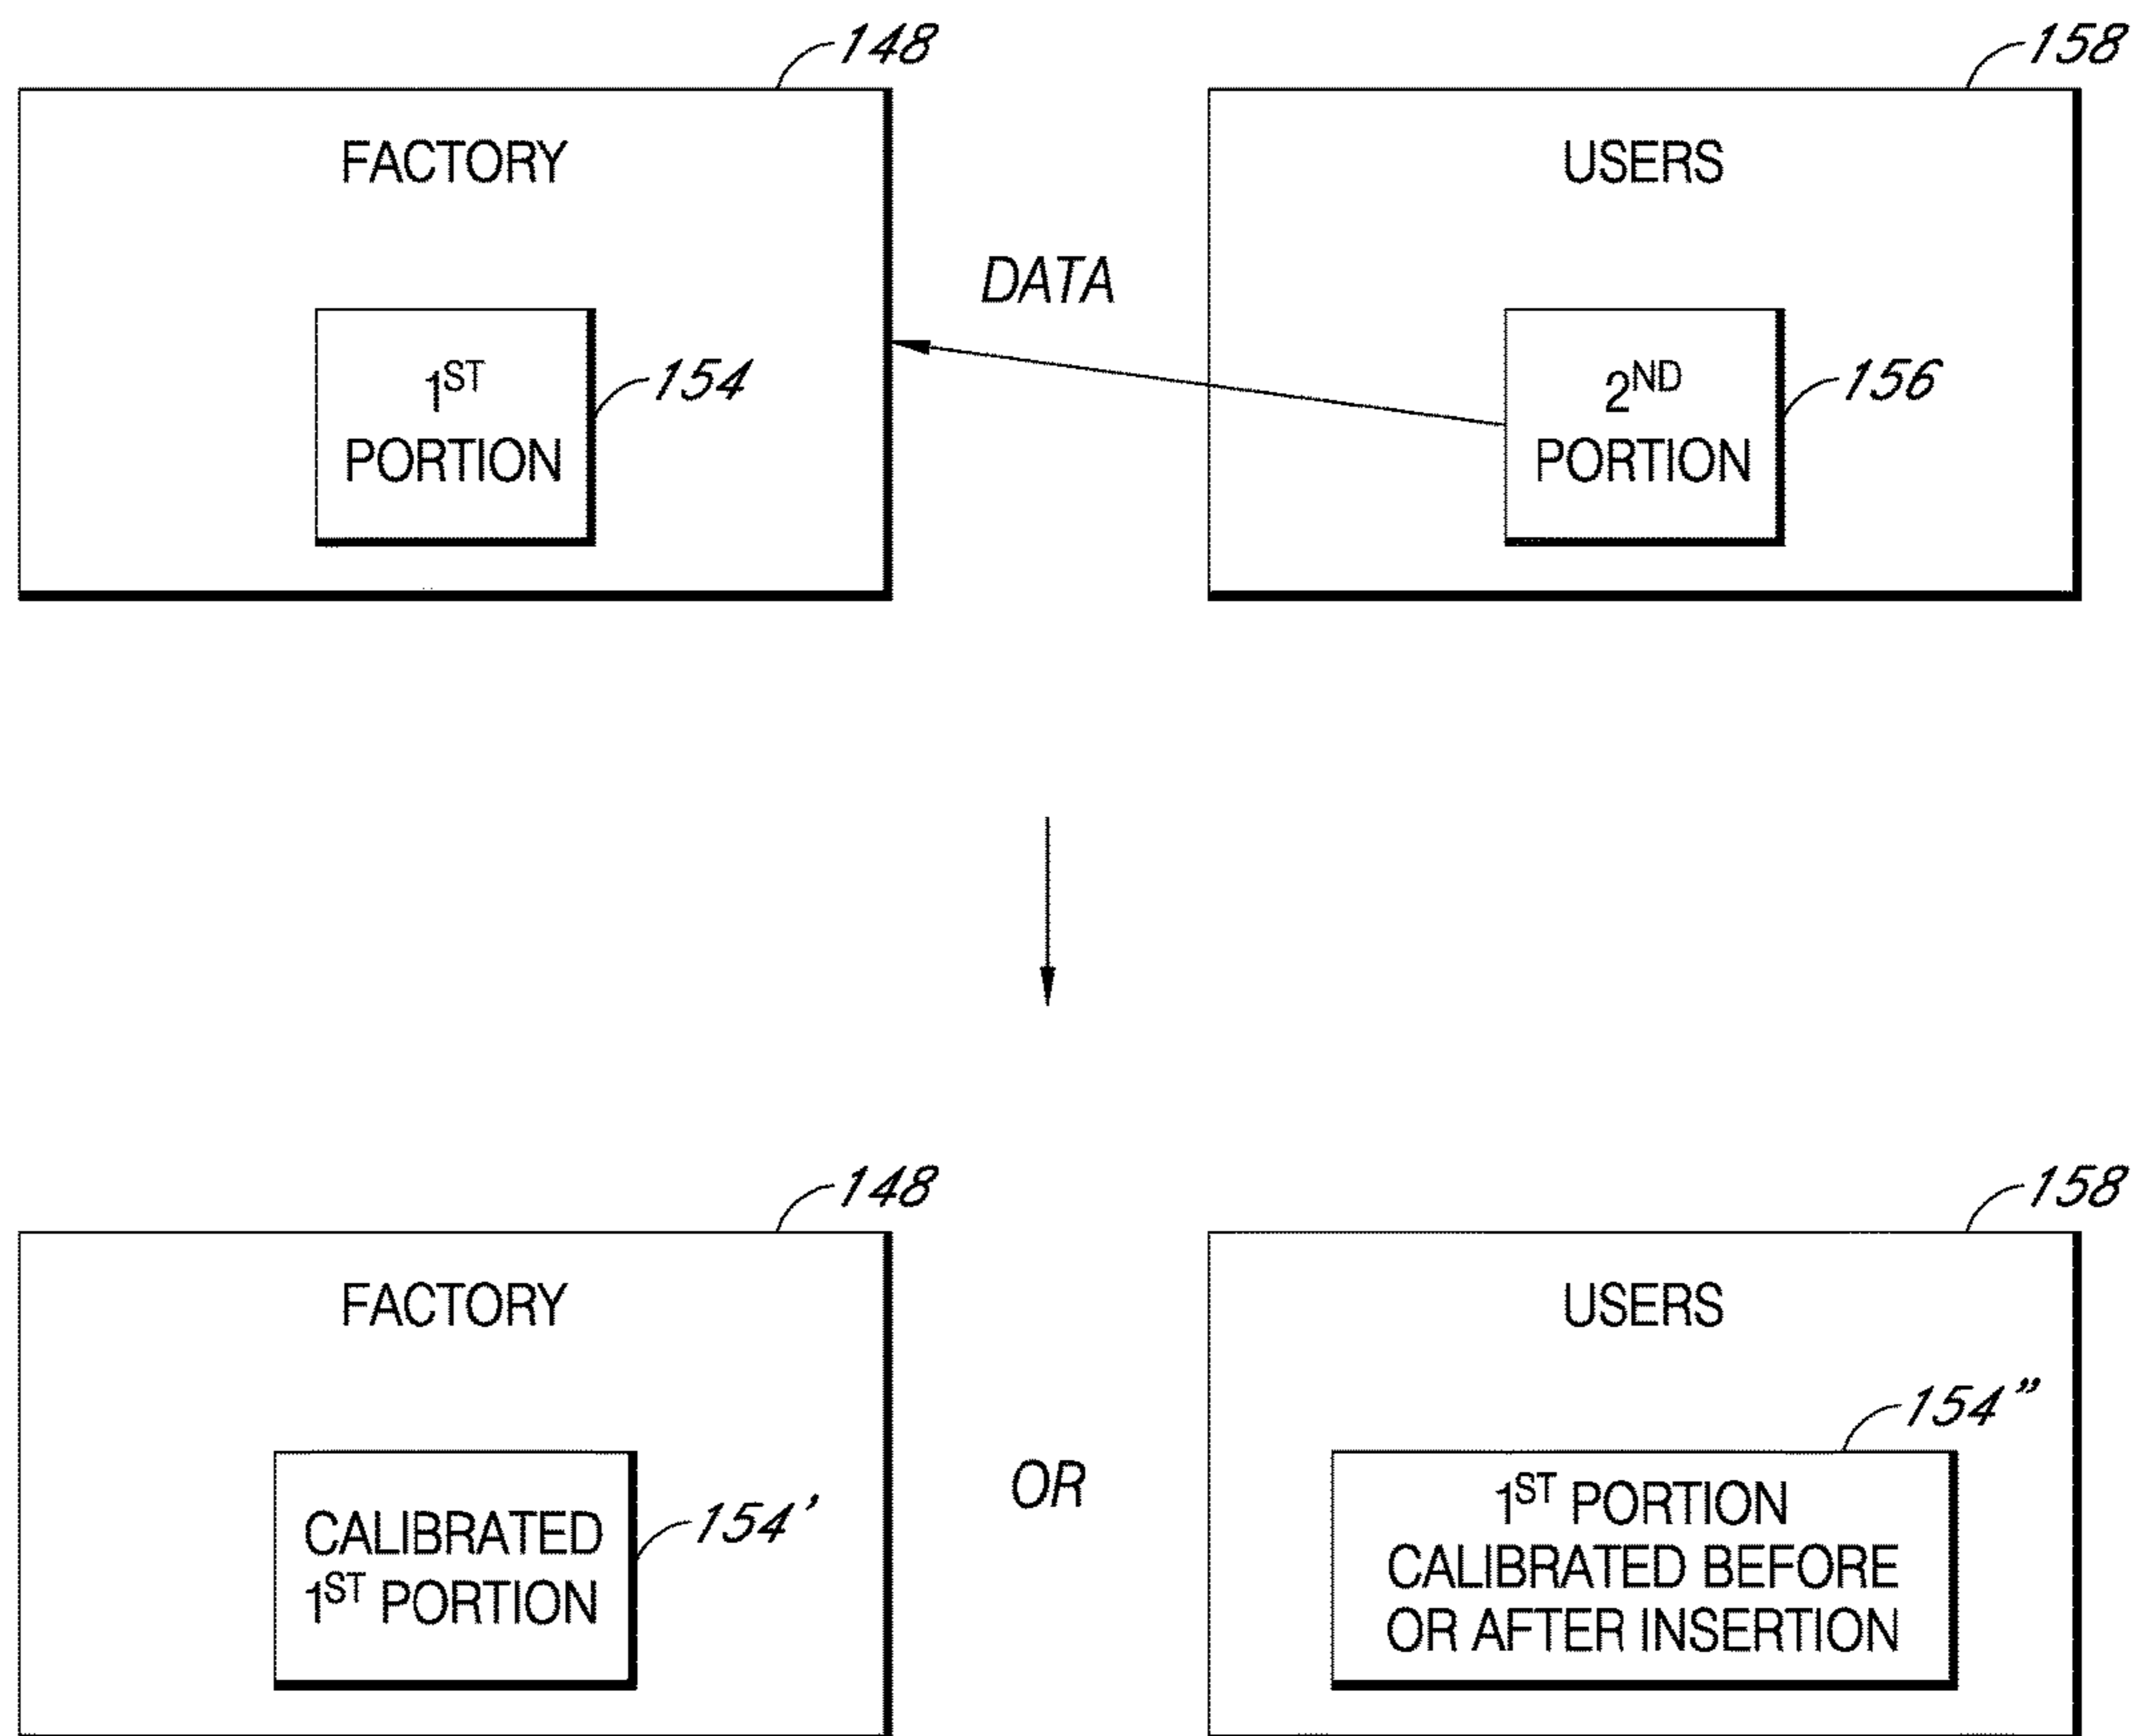 148
158
FACTORY
USERS
DATA
1ST
PORTION
154
2ND
PORTION
156
148
158
FACTORY
USERS
CALIBRATED
1ST PORTION
154'
OR
154"
1ST PORTION
CALIBRATED BEFORE
OR AFTER INSERTION